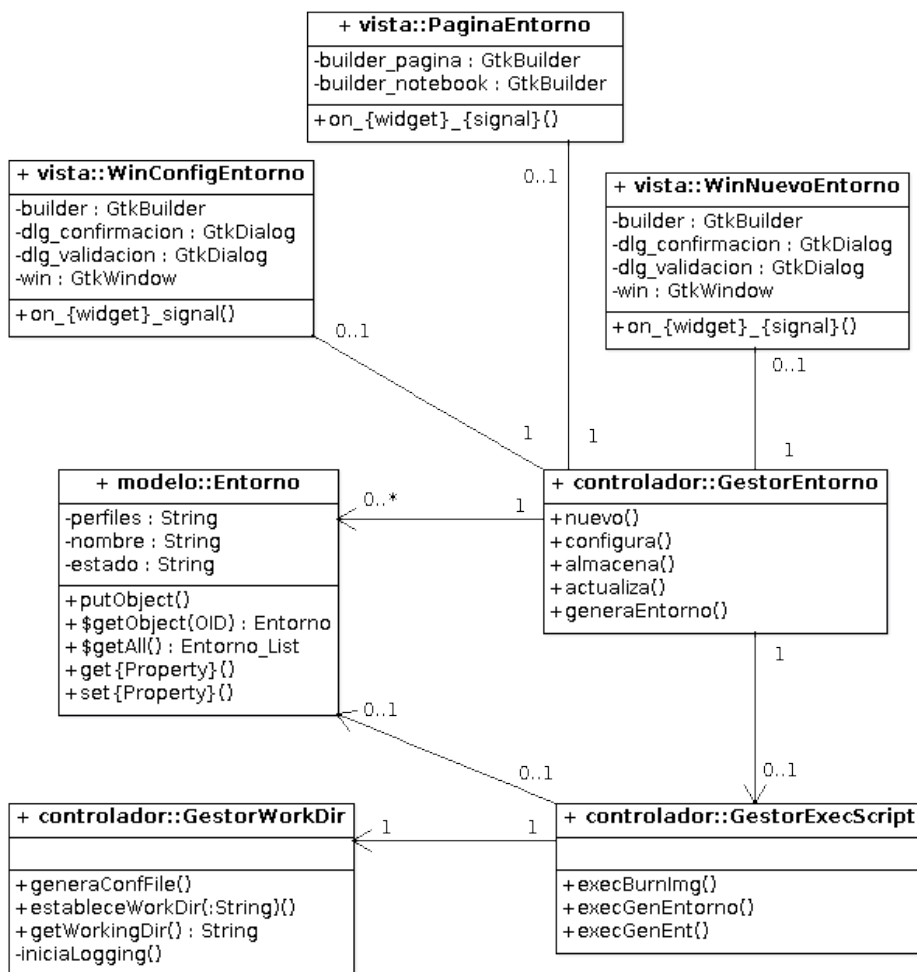 + vista::PaginaEntorno
-builder_pagina : GtkBuilder
-builder_notebook : GtkBuilder
+on_{widget}_{signal}()
0..1
+ vista::WinConfigEntorno
-builder : GtkBuilder
-dlg_confirmacion : GtkDialog
-dlg_validacion : GtkDialog
-win : GtkWindow
+on_{widget}_signal()
0..1
+ vista::WinNuevoEntorno
-builder : GtkBuilder
-dlg_confirmacion : GtkDialog
-dlg_validacion : GtkDialog
-win : GtkWindow
+on_{widget}_{signal}()
0..1
1
1
1
+ modelo::Entorno
-perfiles : String
-nombre : String
-estado : String
+putObject()
+$getObject(OID) : Entorno
+$getAll() : Entorno_List
+get{Property}()
+set{Property}()
0..*
1
+ controlador::GestorEntorno
+nuevo()
+configura()
+almacena()
+actualiza()
+generaEntorno()
1
0..1
0..1
0..1
+ controlador::GestorWorkDir
+generaConfFile()
+estableceWorkDir(:String)()
+getWorkingDir() : String
-iniciaLogging()
1
1
+ controlador::GestorExecScript
+execBurnImg()
+execGenEntorno()
+execGenEnt()